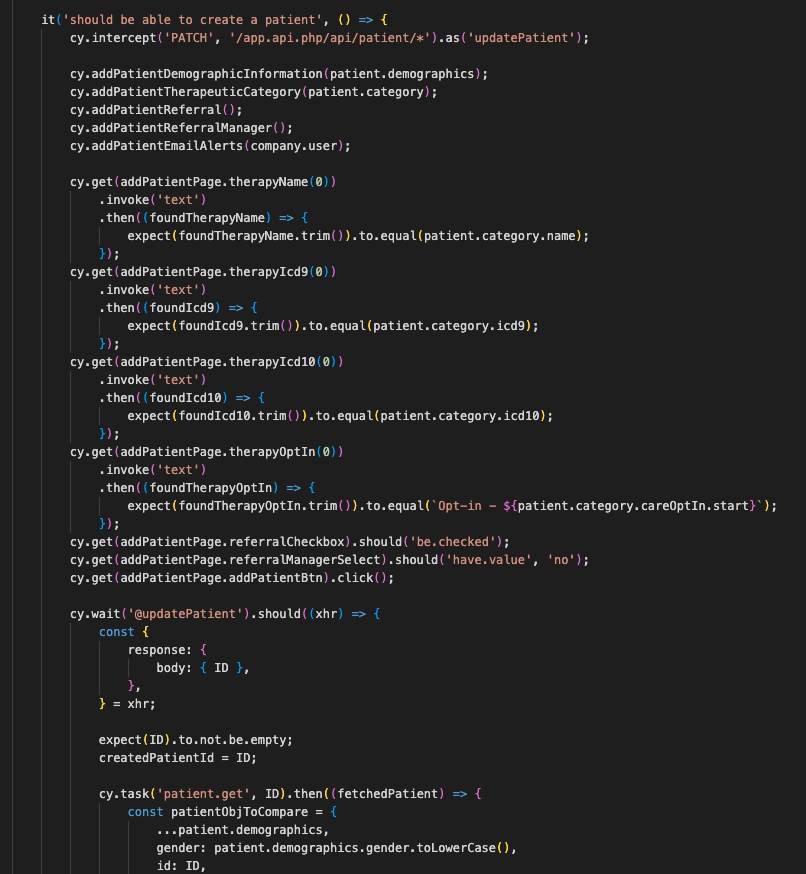 it('should be able to create a patient', () => {
cy.intercept('PATCH', '/app.api.php/api/patient/*').as('updatePatient');
cy.addPatientDemographicInformation(patient.demographics);
cy.addPatientTherapeuticCategory(patient.category);
cy.addPatientReferral();
cy.addPatientReferralManager();
cy.addPatientEmailAlerts(company.user);
cy.get(addPatientPage.therapyName(0))
.invoke('text')
.then((foundTherapyName) => {
expect(foundTherapyName.trim()).to.equal(patient.category.name);
});
cy.get(addPatientPage.therapyIcd9(0))
.invoke('text')
.then((foundIcd9) => {
expect(foundIcd9.trim()).to.equal(patient.category.icd9);
});
cy.get(addPatientPage.therapyIcd10(0))
.invoke('text')
.then((foundIcd10) => {
expect(foundIcd10.trim()).to.equal(patient.category.icd10);
});
cy.get(addPatientPage.therapyOptIn(0))
.invoke('text')
.then((foundTherapyOptIn) => {
expect(foundTherapyOptIn.trim()).to.equal(`Opt-in - ${patient.category.careOptIn.start}`);
});
cy.get(addPatientPage.referralCheckbox).should('be.checked');
cy.get(addPatientPage.referralManagerSelect).should('have.value', 'no');
cy.get(addPatientPage.addPatientBtn).click();
cy.wait('@updatePatient').should((xhr) => {
const {
response: {
body: { ID },
},
} = xhr;
expect(ID).to.not.be.empty;
createdPatientId = ID;
cy.task('patient.get', ID).then((fetchedPatient) => {
const patientObjToCompare = {
...patient.demographics,
gender: patient.demographics.gender.toLowerCase(),
id: ID,